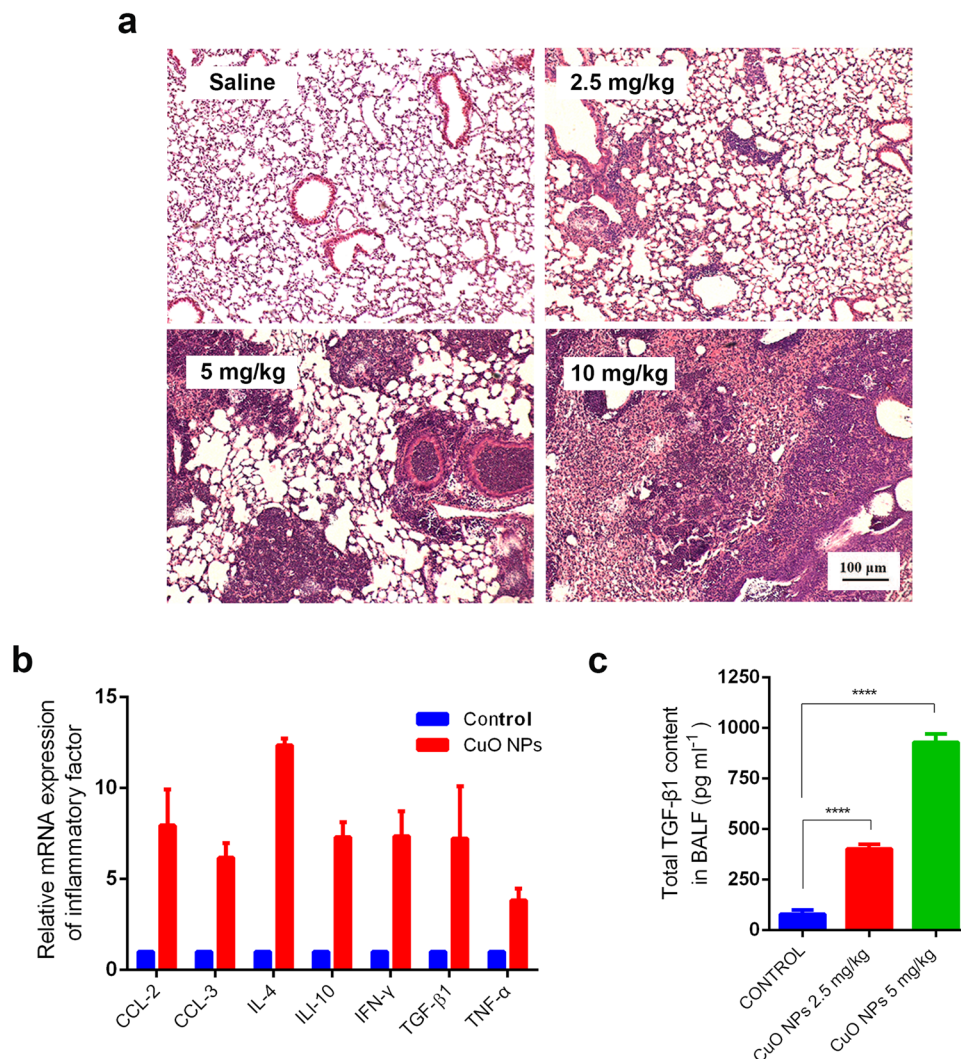 a
Saline
2.5 mg/kg
5 mg/kg
10 mg/kg
100 μm
b
Relative mRNA expression
of iniflammatory factor
15
10
5
0
Control
CuO NPs
CCL-2
CCL-3
IL-4
ILI-10
IFN-γ
TGF-β1
TNF-α
c
Total TGF-β1 content
in BALF (pg ml⁻¹)
1250
1000
750
500
250
0
****
****
CONTROL
CuO NPs 2.5 mg/kg
CuO NPs 5 mg/kg